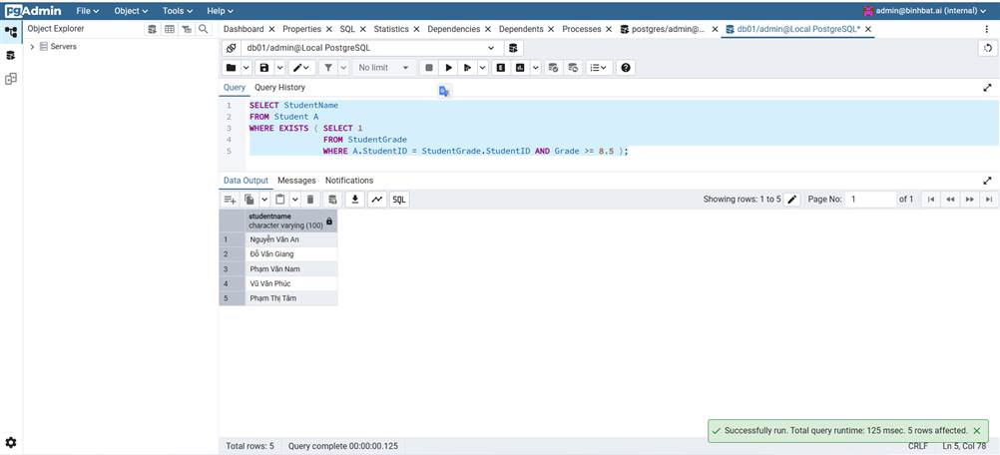 pgAdmin File Object Tools Help admin@binhbat.ai (internal)
Object Explorer
Dashboard Properties SQL Statistics Dependencies Dependents Processes postgres/admin@... db01/admin@Local PostgreSQL*
Servers
db01/admin@Local PostgreSQL
No limit
Query Query History
1 SELECT StudentName
2 FROM Student A
3 WHERE EXISTS ( SELECT 1
4 FROM StudentGrade
5 WHERE A.StudentID = StudentGrade.StudentID AND Grade >= 8.5 );
Data Output Messages Notifications
SQL Showing rows: 1 to 5 Page No: 1 of 1
studentname
character varying (100)
1 Nguyễn Văn An
2 Đỗ Văn Giang
3 Phạm Văn Nam
4 Vũ Văn Phúc
5 Phạm Thị Tâm
Successfully run. Total query runtime: 125 msec. 5 rows affected.
Total rows: 5 Query complete 00:00:00.125 CRLF Ln 5, Col 78